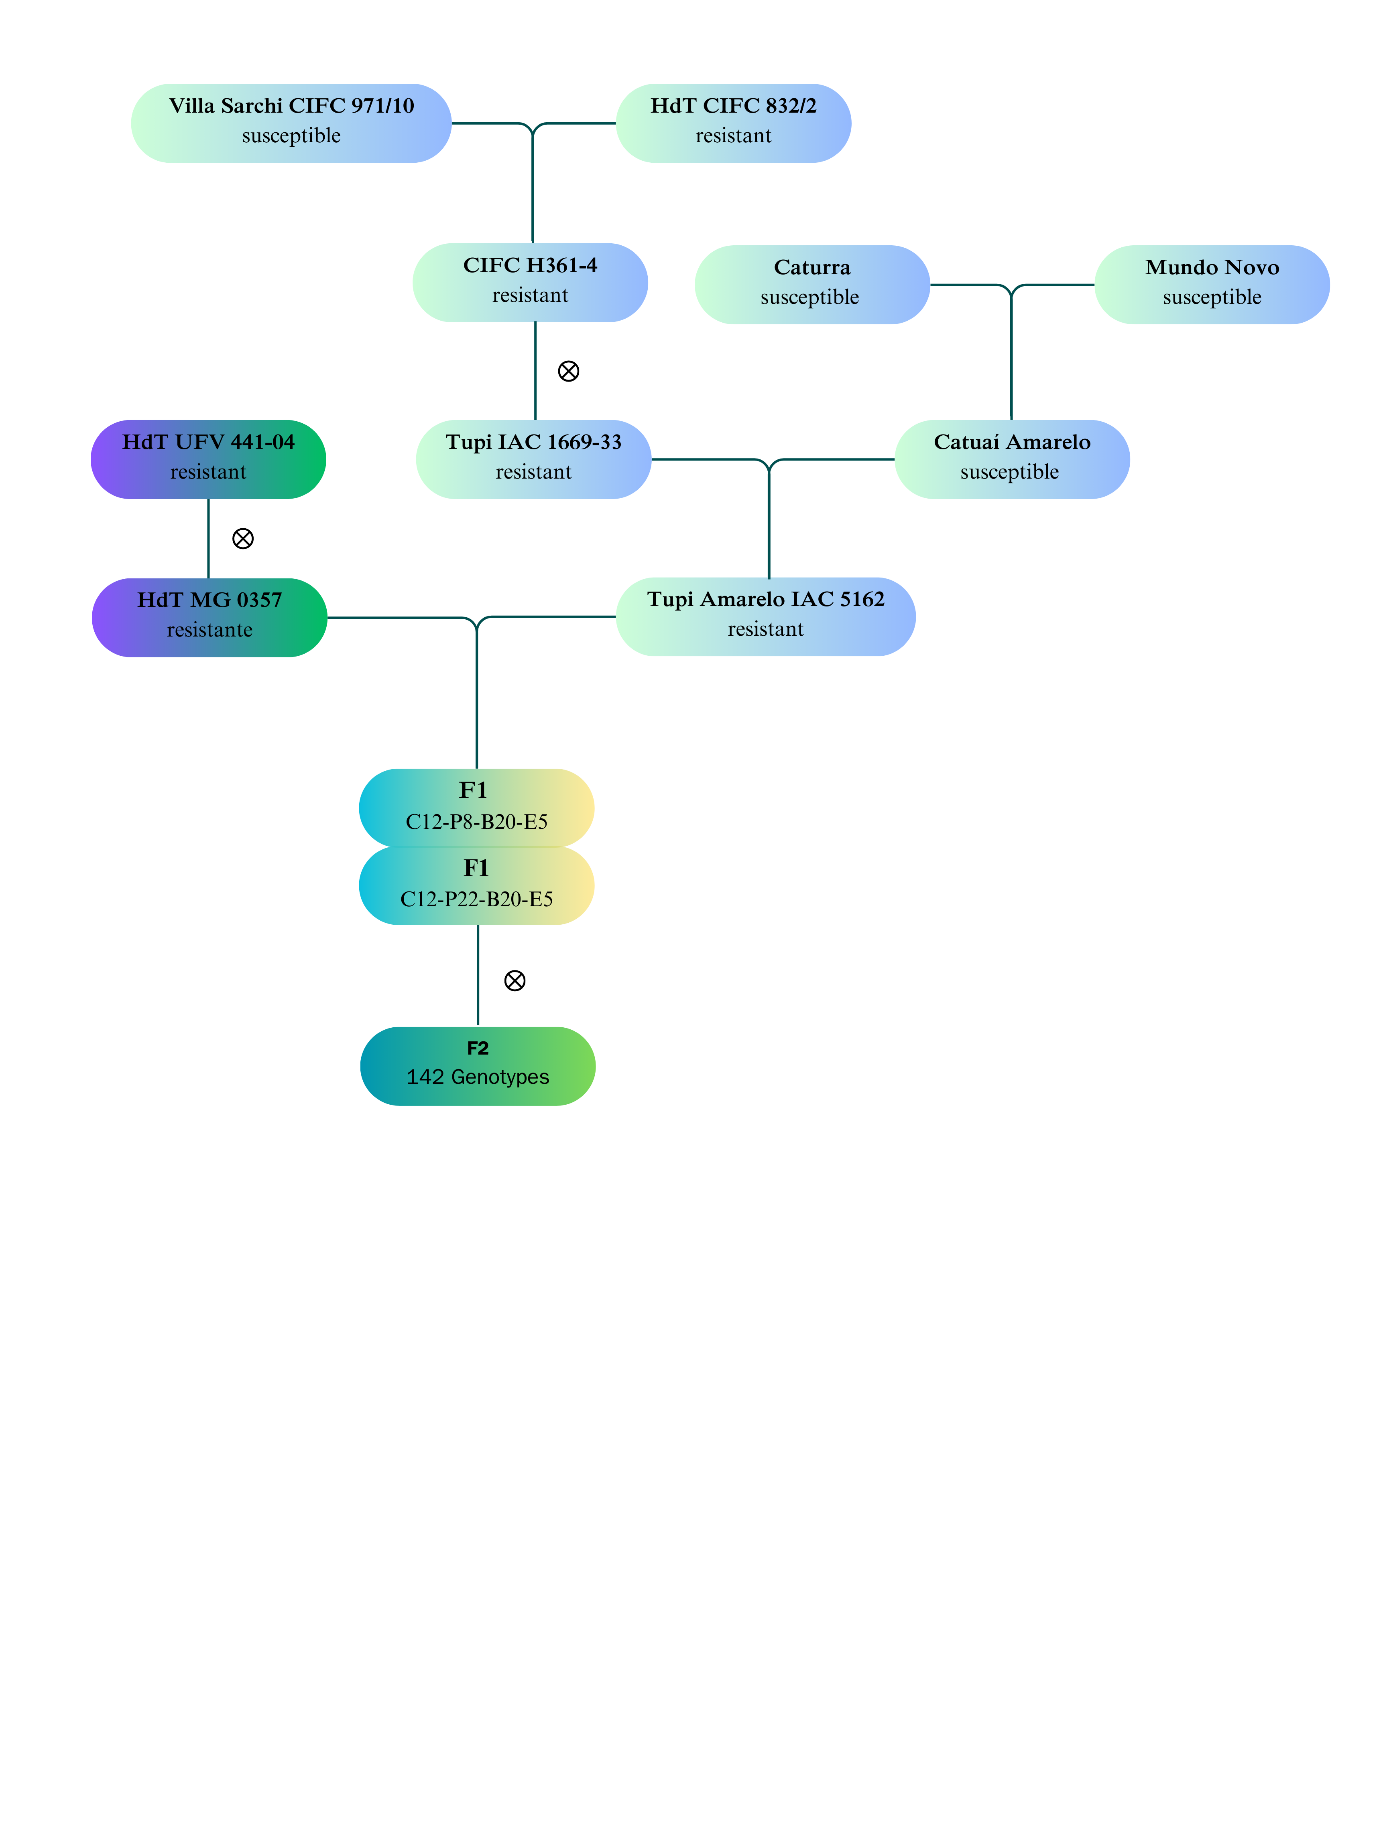 Villa Sarchi CIFC 971/10
susceptible
HdT CIFC 832/2
resistant
CIFC H361-4
resistant
Caturra
susceptible
Mundo Novo
susceptible
HdT UFV 441-04
resistant
Tupi IAC 1669-33
resistant
Catuaí Amarelo
susceptible
HdT MG 0357
resistante
Tupi Amarelo IAC 5162
resistant
F1
C12-P8-B20-E5
F1
C12-P22-B20-E5
F2
142 Genotypes